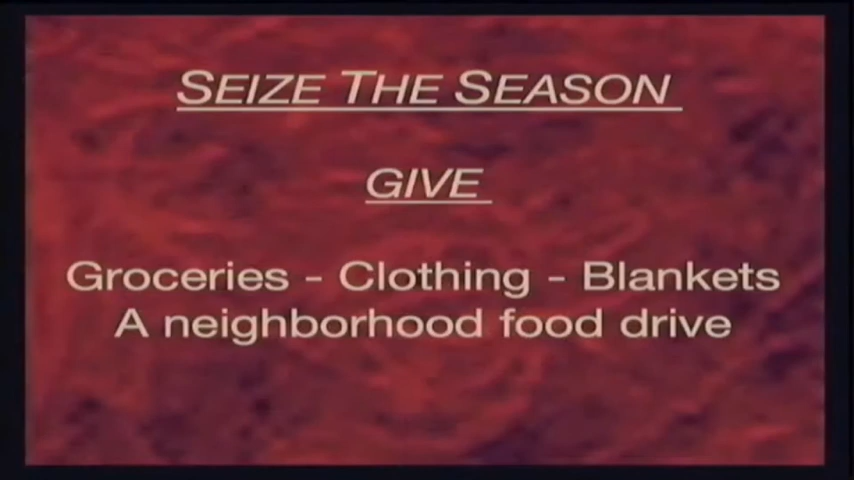 SEIZE THE SEASON
GIVE
Groceries - Clothing - Blankets
A neighborhood food drive